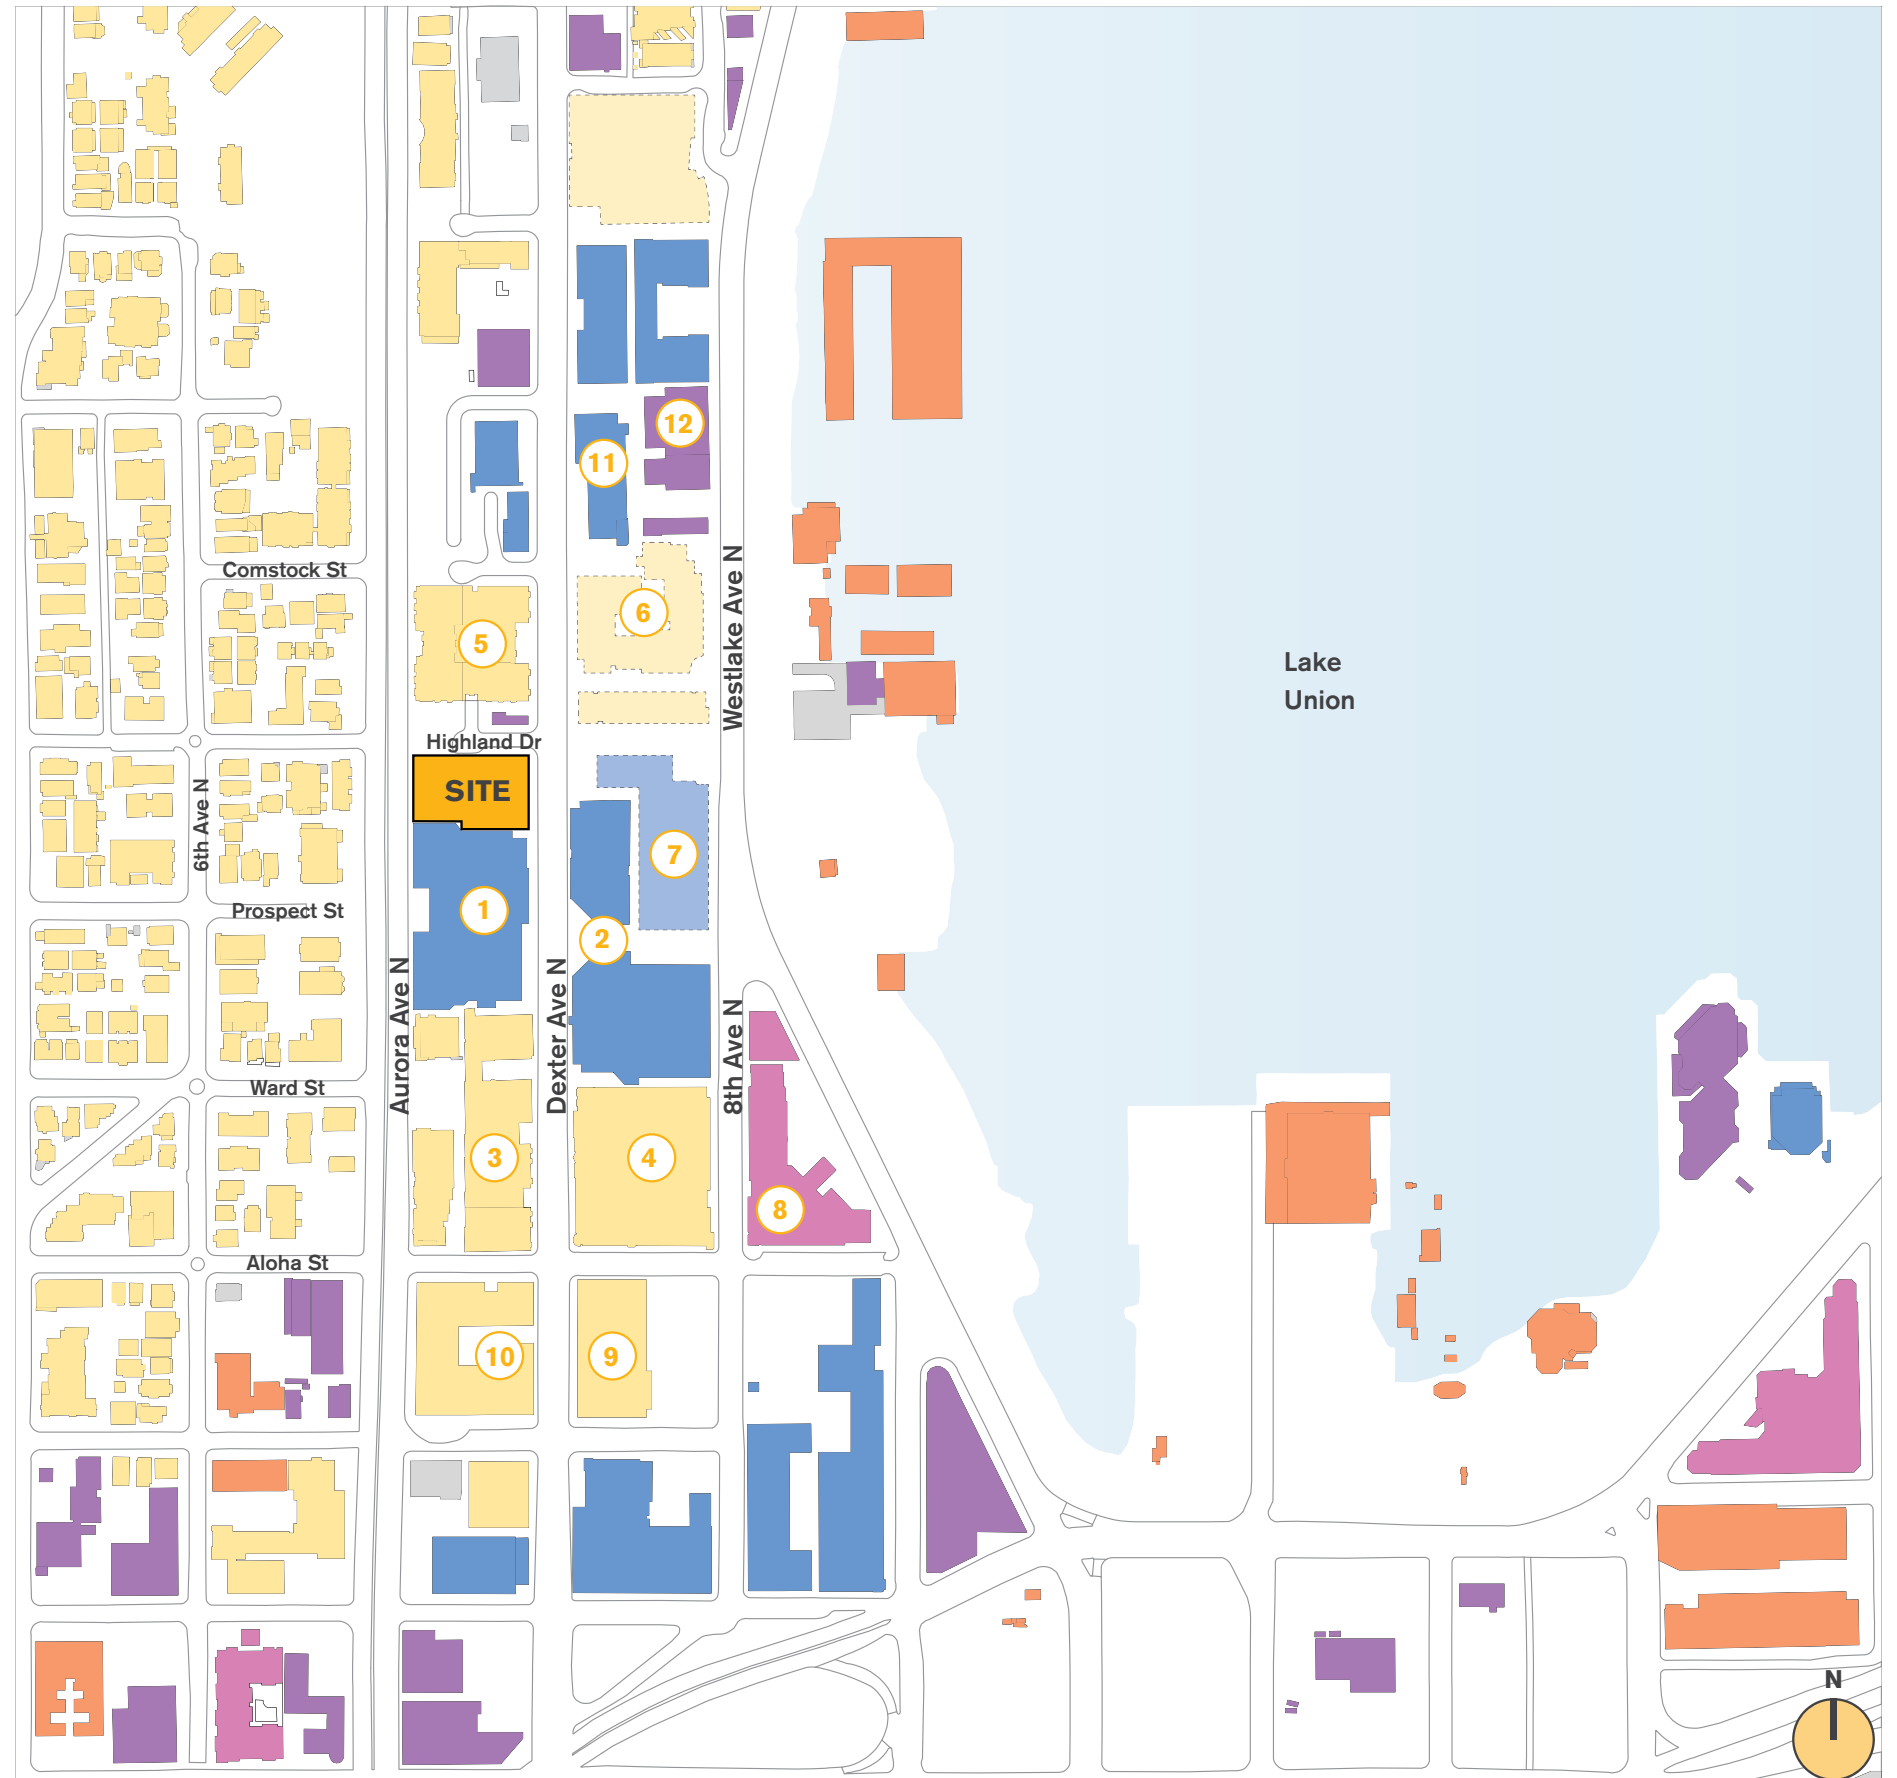 12
11
Comstock St
6
5
Westlake Ave N
Lake
Union
Highland Dr
SITE
6th Ave N
7
1
Prospect St
2
Aurora Ave N
Dexter Ave N
8th Ave N
Ward St
3
4
8
Aloha St
10
9
N